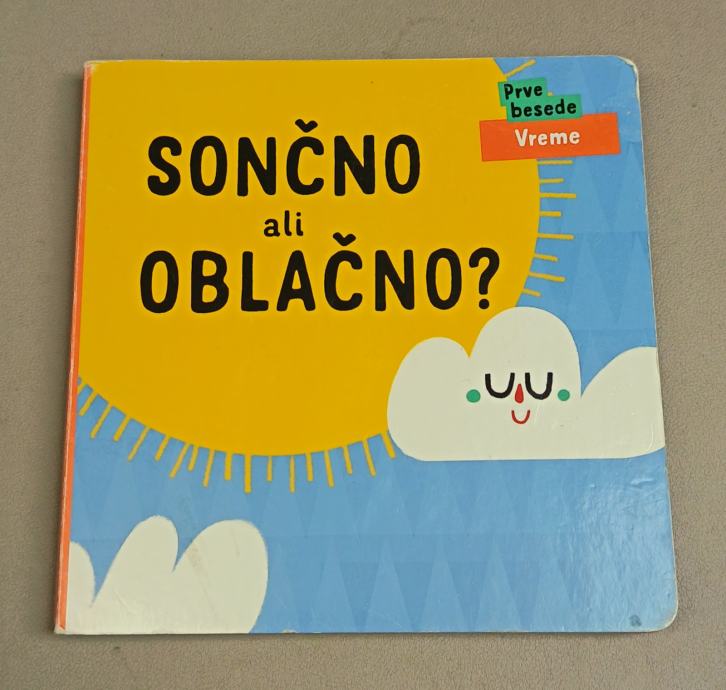 Prve
besede
Vreme
SONČNO
ali
OBLAČNO?